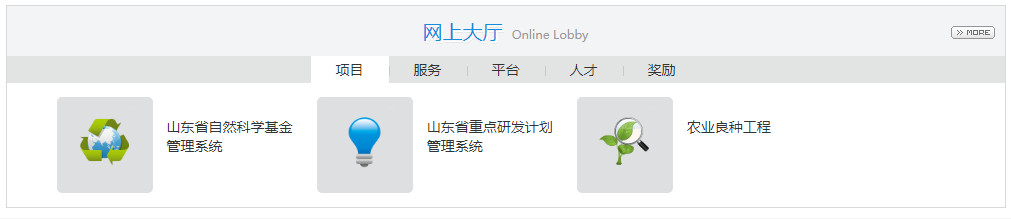 网上大厅 Online Lobby
MORE
项目 服务 平台 人才 奖励
山东省自然科学基金
管理系统
山东省重点研发计划
管理系统
农业良种工程